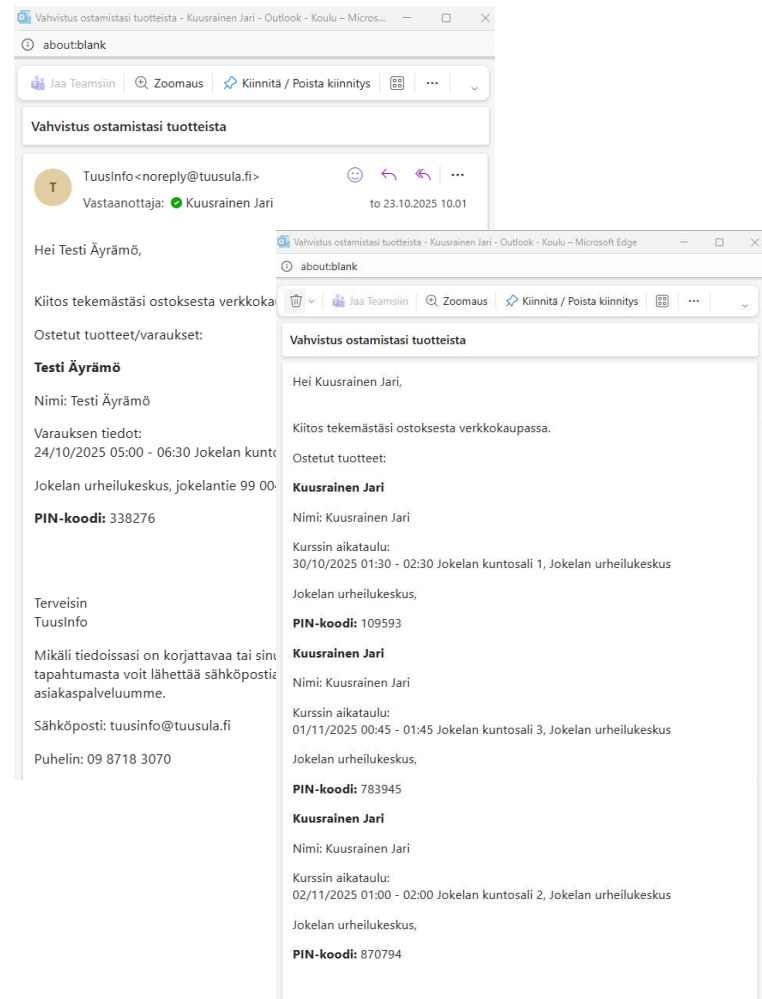 Vahvistus ostamistasi tuotteista - Kuusrainen Jari - Outlook - Koulu – Micros...
about:blank
Jaa Teamsiin
Zoomaus
Kiinnitä / Poista kiinnitys
Vahvistus ostamistasi tuotteista
T
TuusInfo<noreply@tuusula.fi>
Vastaanottaja: Kuusrainen Jari
to 23.10.2025 10.01
Hei Testi Äyrämö,
Kiitos tekemästäsi ostoksesta
Ostetut tuotteet/varaukset:
Testi Äyrämö
Nimi: Testi Äyrämö
Varauksen tiedot:
24/10/2025 05:00 - 06:30 Jokelan
Jokelan urheilukeskus, jokelantie 99
PIN-koodi: 338276
Terveisin
TuusInfo
Mikäli tiedoissasi on korjattavaa tai
tapahtumasta voit lähettää
asiakaspalveluumme.
Sähköposti: tuusinfo@tuusula.fi
Puhelin: 09 8718 3070
Vahvistus ostamistasi tuotteista - Kuusrainen Jari - Outlook - Koulu – Microsoft Edge
about:blank
Jaa Teamsiin
Zoomaus
Kiinnitä / Poista kiinnitys
Vahvistus ostamistasi tuotteista
Hei Kuusrainen Jari,
Kiitos tekemästäsi ostoksesta verkkokaupassa.
Ostetut tuotteet:
Kuusrainen Jari
Nimi: Kuusrainen Jari
Kurssin aikataulu:
30/10/2025 01:30 - 02:30 Jokelan kuntosali 1, Jokelan urheilukeskus
Jokelan urheilukeskus,
PIN-koodi: 109593
Kuusrainen Jari
Nimi: Kuusrainen Jari
Kurssin aikataulu:
01/11/2025 00:45 - 01:45 Jokelan kuntosali 3, Jokelan urheilukeskus
Jokelan urheilukeskus,
PIN-koodi: 783945
Kuusrainen Jari
Nimi: Kuusrainen Jari
Kurssin aikataulu:
02/11/2025 01:00 - 02:00 Jokelan kuntosali 2, Jokelan urheilukeskus
Jokelan urheilukeskus,
PIN-koodi: 870794